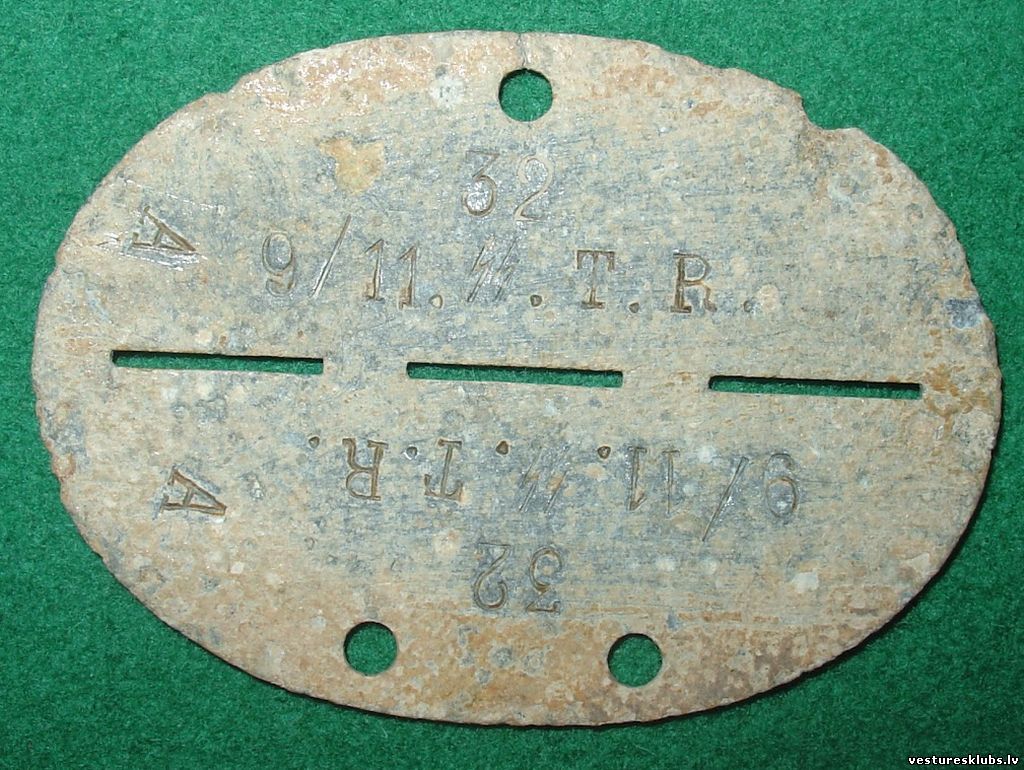 32
A
9/11. ᛋᛋ. T. R.
9/11. ᛋᛋ. T. R.
A
32
vesturesklubs.lv